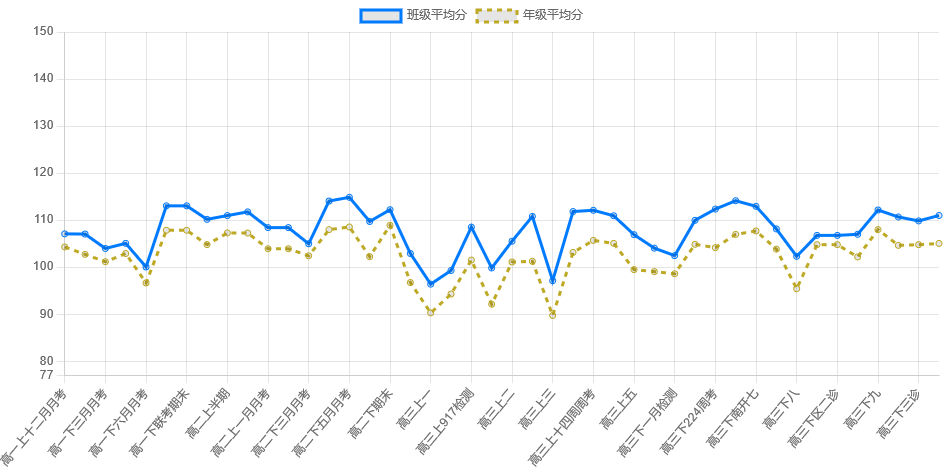 班级平均分 年级平均分
150
140
130
120
110
100
90
80
77
高一上十二月月考
高一下三月月考
高一下六月月考
高一下联考期末
高二上半期
高二上一月月考
高二下三月月考
高二下五月月考
高二下期末
高三上一
高三上917检测
高三上二
高三上三
高三上十四周周考
高三上五
高三下一月检测
高三下224周考
高三下南开七
高三下八
高三下区二诊
高三下九
高三下三诊